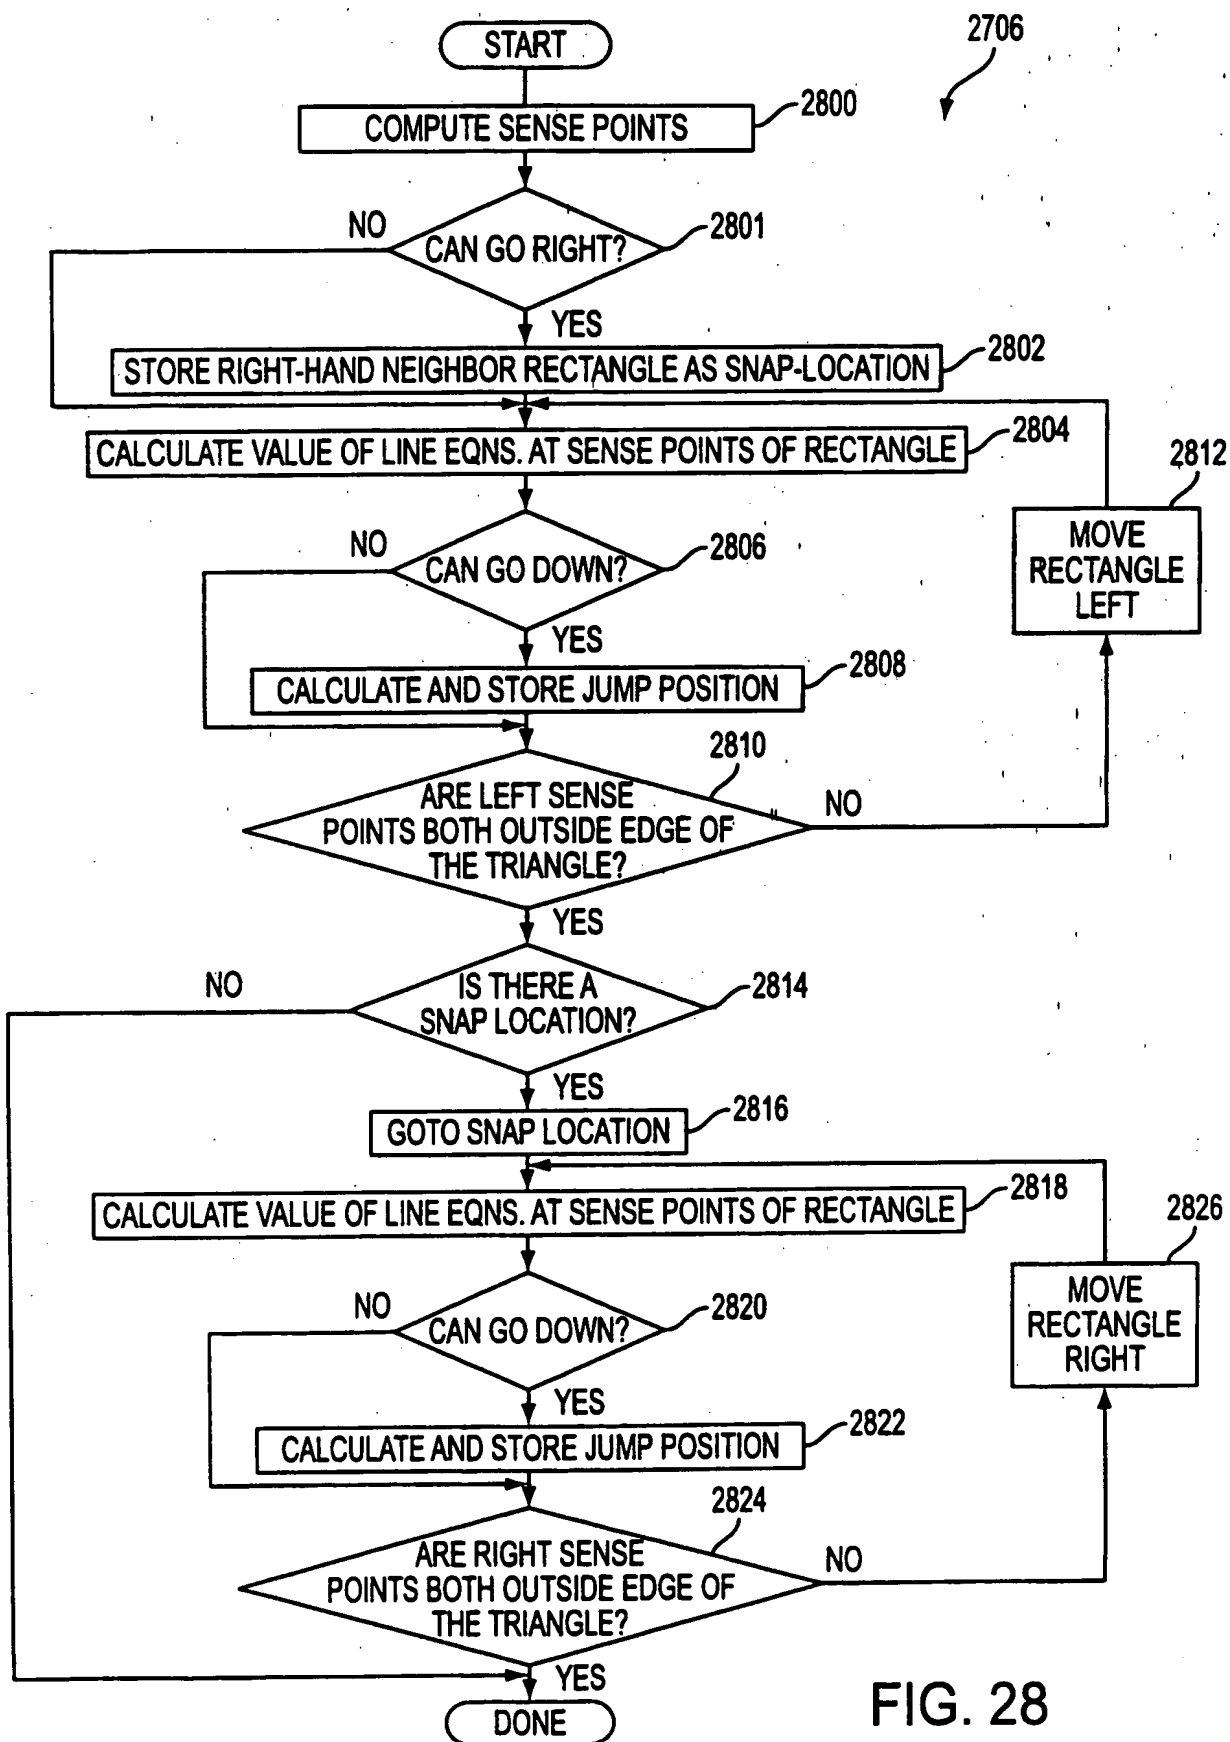 START
2706
2800
COMPUTE SENSE POINTS
NO
2801
CAN GO RIGHT?
YES
2802
STORE RIGHT-HAND NEIGHBOR RECTANGLE AS SNAP-LOCATION
2804
CALCULATE VALUE OF LINE EQNS. AT SENSE POINTS OF RECTANGLE
2812
MOVE
RECTANGLE
LEFT
NO
2806
CAN GO DOWN?
YES
2808
CALCULATE AND STORE JUMP POSITION
2810
ARE LEFT SENSE
POINTS BOTH OUTSIDE EDGE OF
THE TRIANGLE?
NO
YES
NO
IS THERE A
SNAP LOCATION?
2814
YES
2816
GOTO SNAP LOCATION
2818
CALCULATE VALUE OF LINE EQNS. AT SENSE POINTS OF RECTANGLE
2826
MOVE
RECTANGLE
RIGHT
NO
2820
CAN GO DOWN?
YES
2822
CALCULATE AND STORE JUMP POSITION
2824
ARE RIGHT SENSE
POINTS BOTH OUTSIDE EDGE OF
THE TRIANGLE?
NO
YES
DONE
FIG. 28